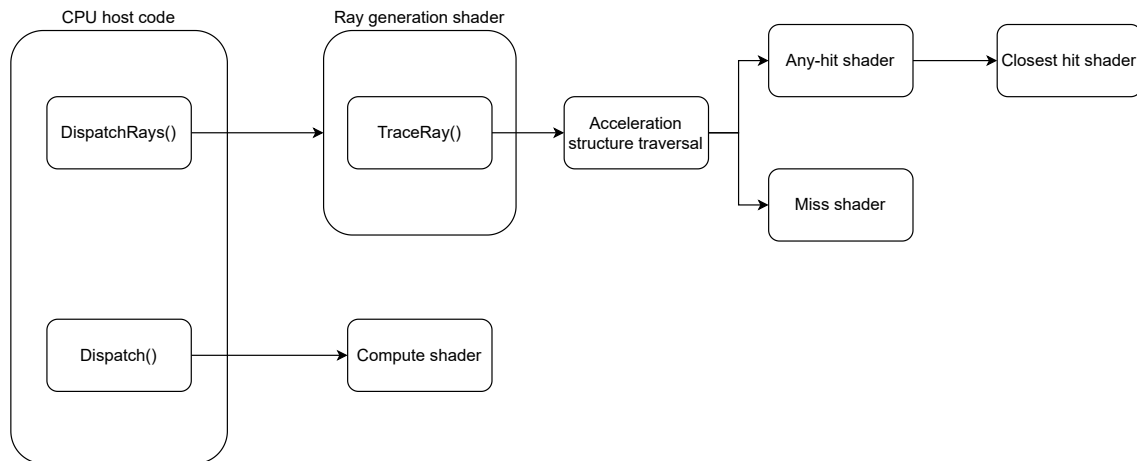 CPU host code
Ray generation shader
DispatchRays()
TraceRay()
Acceleration
structure traversal
Any-hit shader
Closest hit shader
Miss shader
Dispatch()
Compute shader